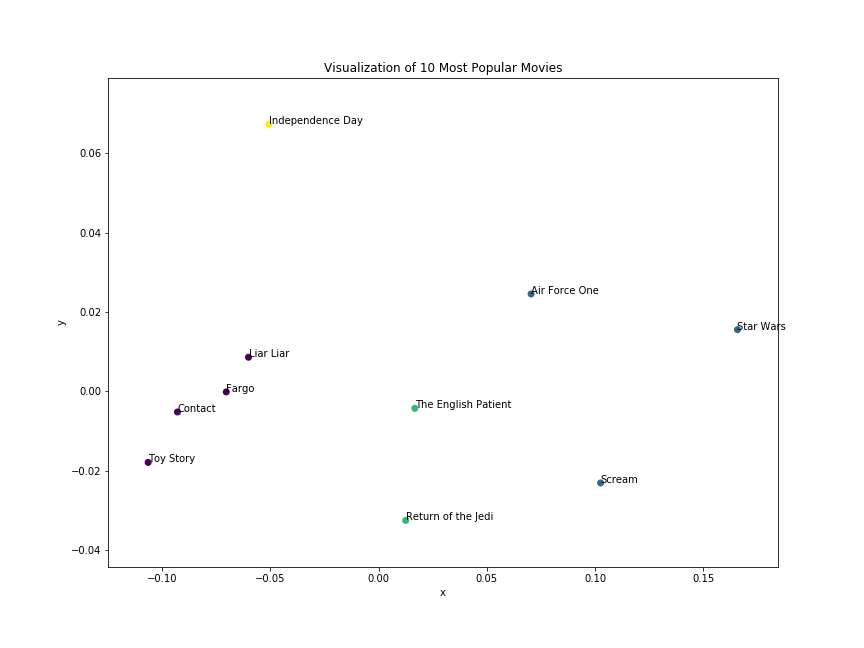 Visualization of 10 Most Popular Movies
Independence Day
0.06
0.04
Air Force One
0.02
Star Wars
y
Liar Liar
0.00
Fargo
The English Patient
Contact
Toy Story
−0.02
Scream
Return of the Jedi
−0.04
−0.10 −0.05 0.00 0.05 0.10 0.15
x